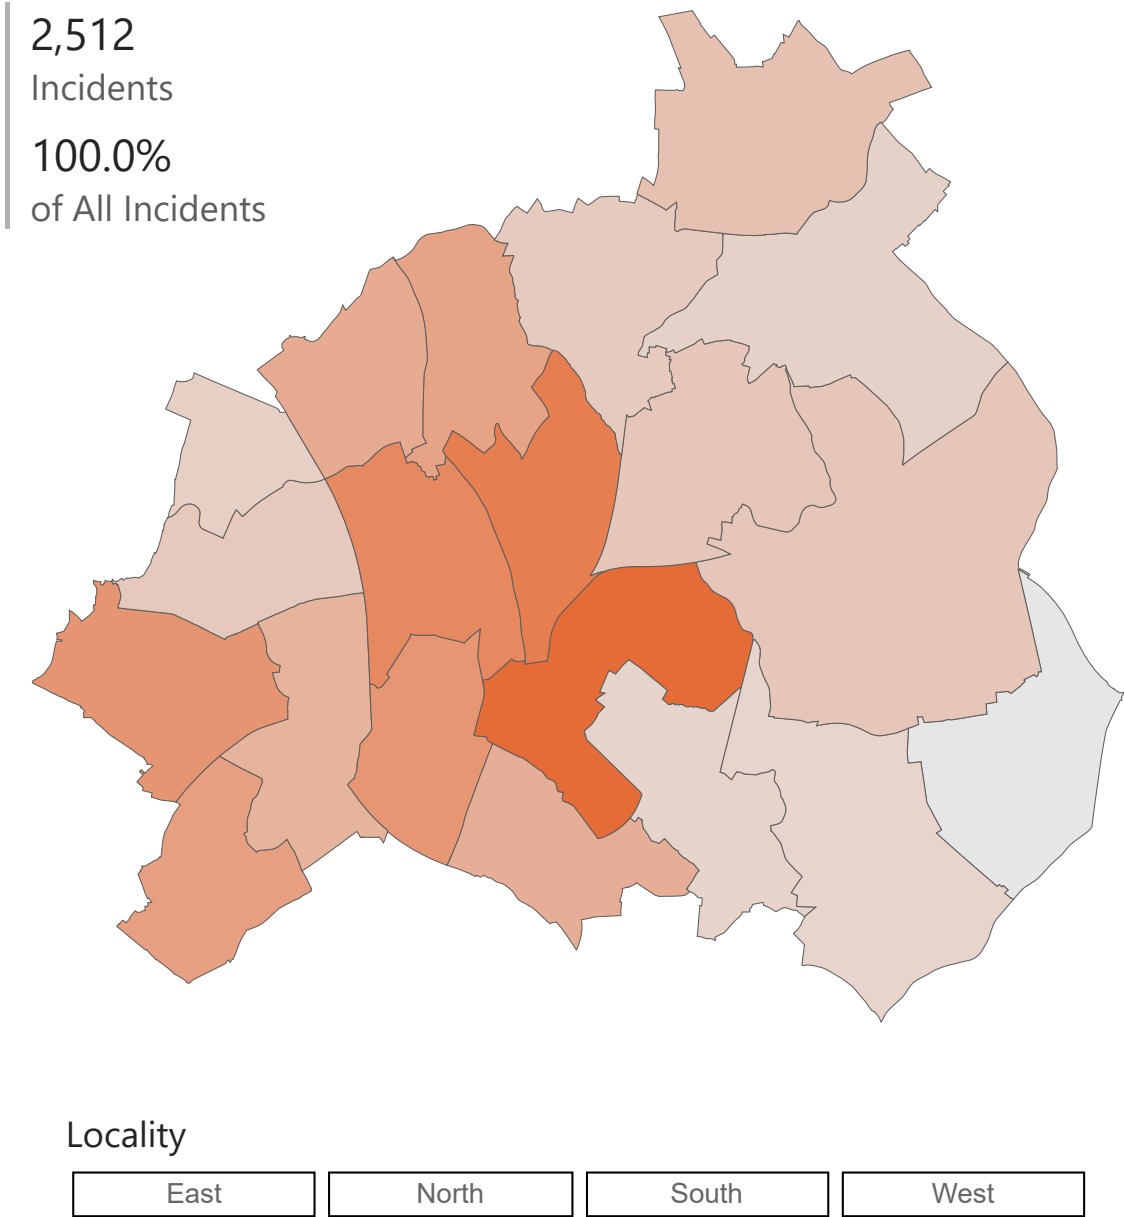 2,512
Incidents
100.0%
of All Incidents
Locality
East
North
South
West